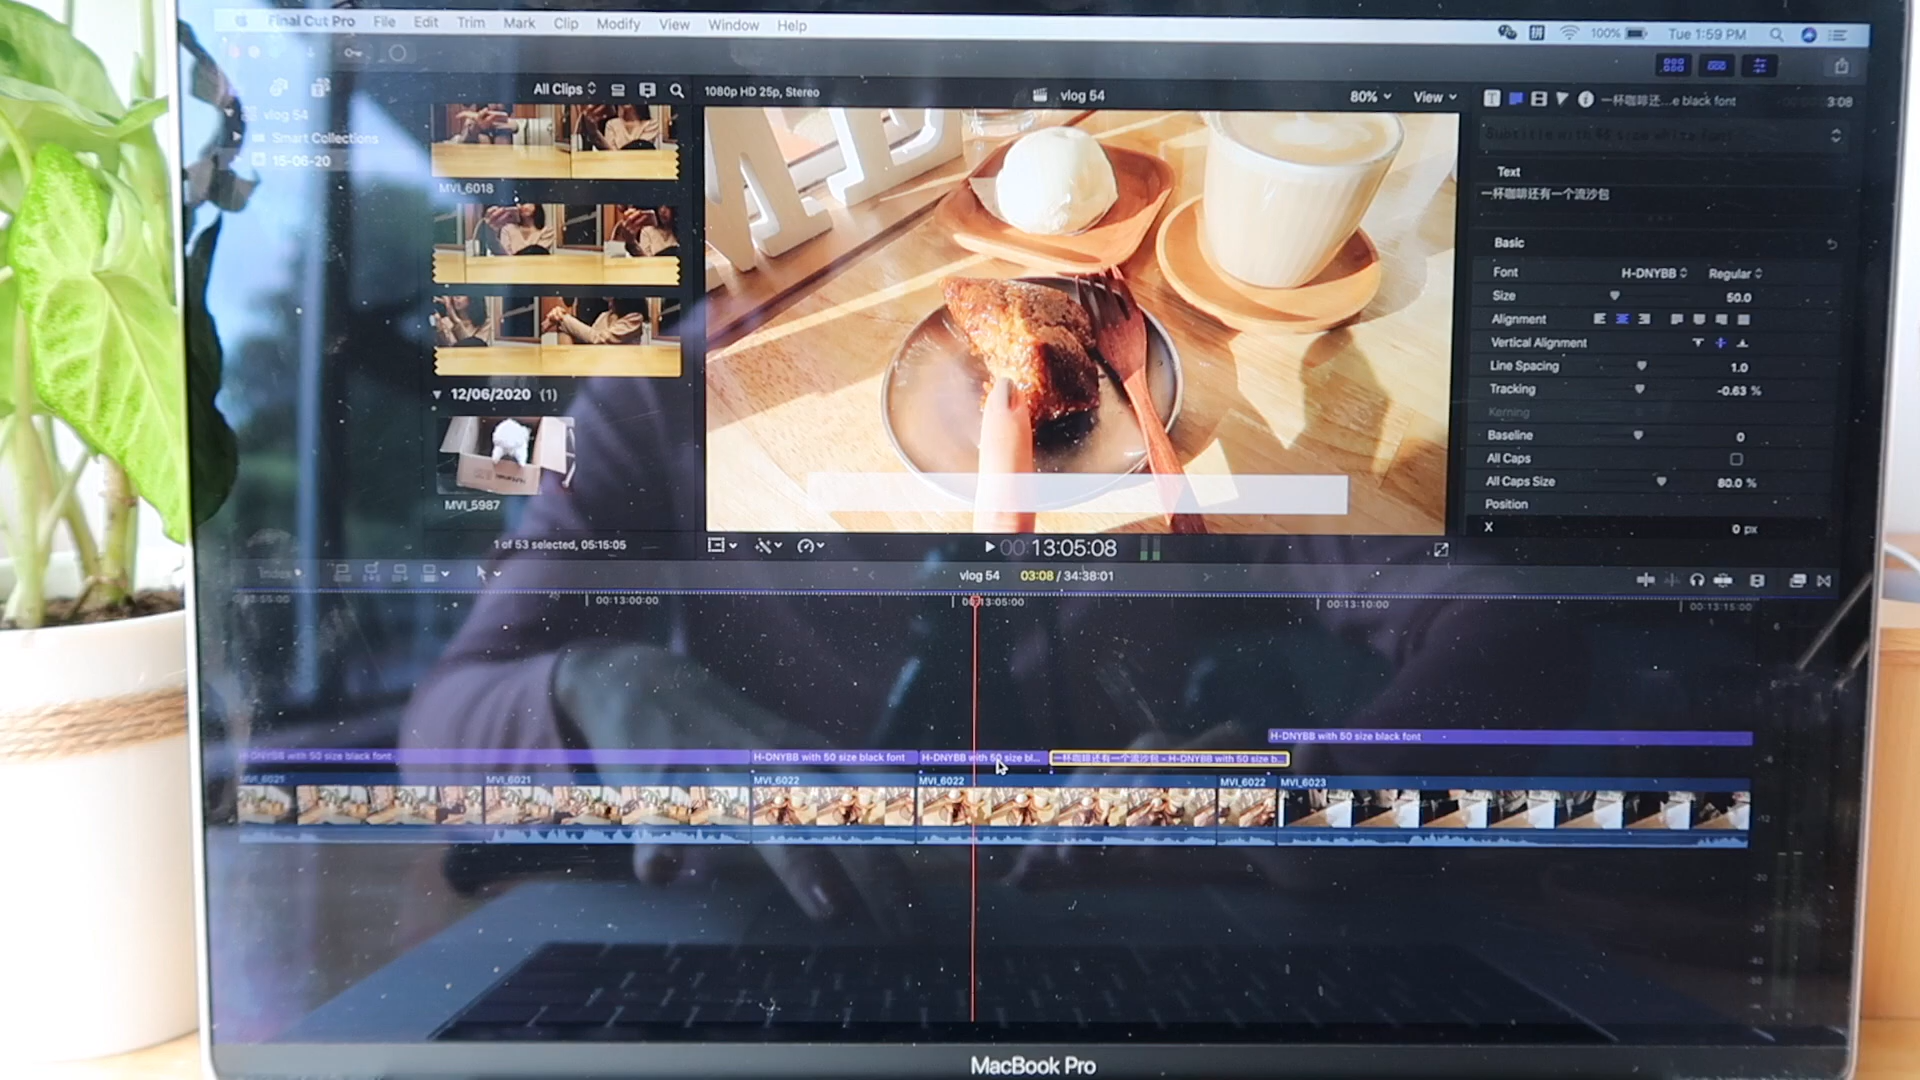 Final Cut Pro File Edit Trim Mark Clip Modify View Window Help
拼 100% Tue 1:59 PM
All Clips
1080p HD 25p, Stereo
vlog 54
80% View
一杯咖啡还...e black font
3:08
vlog 54
Smart Collections
15-06-20
Subtitle with 45 size white font
MVI_6018
12/06/2020 (1)
MVI_5987
1 of 53 selected, 05:15:05
Text
一杯咖啡还有一个流沙包
Basic
Font H-DNYBB Regular
Size 50.0
Alignment
Vertical Alignment
Line Spacing 1.0
Tracking -0.63 %
Kerning
Baseline 0
All Caps
All Caps Size 80.0 %
Position
X 0 px
00:13:05:08
Index
vlog 54 03:08 / 34:38:01
00:13:00:00 00:13:05:00 00:13:10:00 00:13:15:00
H-DNYBB with 50 size black font
H-DNYBB with 50 size black font
H-DNYBB with 50 size black font
H-DNYBB with 50 size bl...
一杯咖啡还有一个流沙包 - H-DNYBB with 50 size b...
MVI_6021 MVI_6021 MVI_6022 MVI_6022 MVI_6022 MVI_6023
MacBook Pro